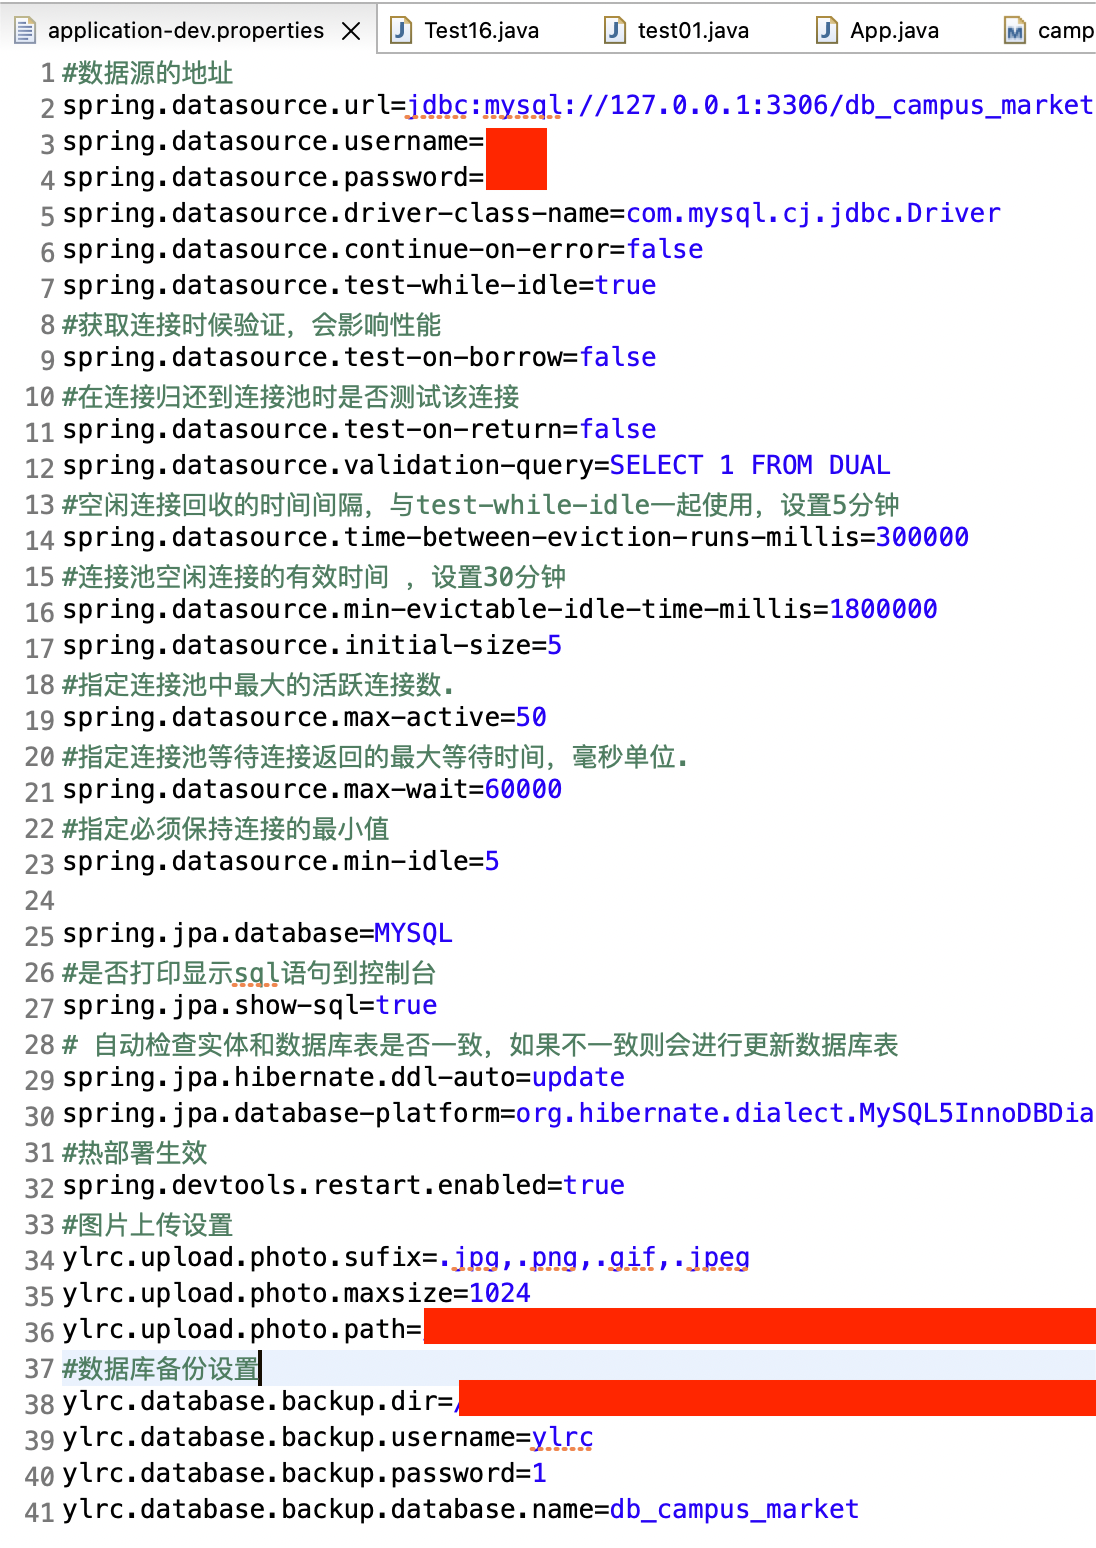 application-dev.properties Test16.java test01.java App.java camp
1 #数据源的地址
2 spring.datasource.url=jdbc:mysql://127.0.0.1:3306/db_campus_market
3 spring.datasource.username=
4 spring.datasource.password=
5 spring.datasource.driver-class-name=com.mysql.cj.jdbc.Driver
6 spring.datasource.continue-on-error=false
7 spring.datasource.test-while-idle=true
8 #获取连接时候验证，会影响性能
9 spring.datasource.test-on-borrow=false
10 #在连接归还到连接池时是否测试该连接
11 spring.datasource.test-on-return=false
12 spring.datasource.validation-query=SELECT 1 FROM DUAL
13 #空闲连接回收的时间间隔，与test-while-idle一起使用，设置5分钟
14 spring.datasource.time-between-eviction-runs-millis=300000
15 #连接池空闲连接的有效时间 ，设置30分钟
16 spring.datasource.min-evictable-idle-time-millis=1800000
17 spring.datasource.initial-size=5
18 #指定连接池中最大的活跃连接数.
19 spring.datasource.max-active=50
20 #指定连接池等待连接返回的最大等待时间，毫秒单位.
21 spring.datasource.max-wait=60000
22 #指定必须保持连接的最小值
23 spring.datasource.min-idle=5
24
25 spring.jpa.database=MYSQL
26 #是否打印显示sql语句到控制台
27 spring.jpa.show-sql=true
28 # 自动检查实体和数据库表是否一致，如果不一致则会进行更新数据库表
29 spring.jpa.hibernate.ddl-auto=update
30 spring.jpa.database-platform=org.hibernate.dialect.MySQL5InnoDBDia
31 #热部署生效
32 spring.devtools.restart.enabled=true
33 #图片上传设置
34 ylrc.upload.photo.sufix=.jpg,.png,.gif,.jpeg
35 ylrc.upload.photo.maxsize=1024
36 ylrc.upload.photo.path=
37 #数据库备份设置
38 ylrc.database.backup.dir=/
39 ylrc.database.backup.username=ylrc
40 ylrc.database.backup.password=1
41 ylrc.database.backup.database.name=db_campus_market